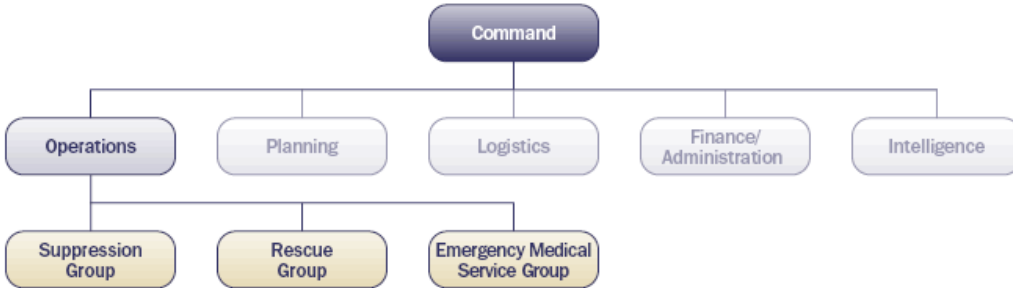 Command
Operations
Planning
Logistics
Finance/
Administration
Intelligence
Suppression
Group
Rescue
Group
Emergency Medical
Service Group